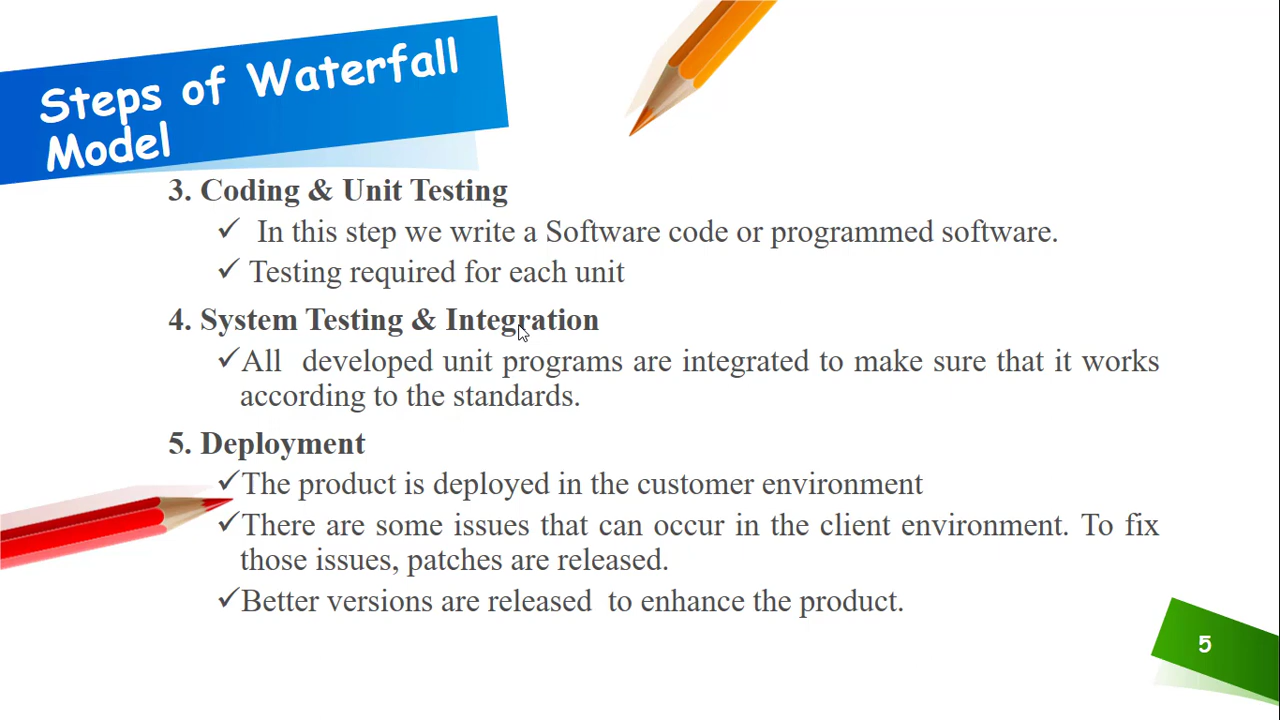 Steps of Waterfall
Model
3. Coding & Unit Testing
✓ In this step we write a Software code or programmed software.
✓ Testing required for each unit
4. System Testing & Integration
✓All developed unit programs are integrated to make sure that it works
according to the standards.
5. Deployment
✓The product is deployed in the customer environment
✓There are some issues that can occur in the client environment. To fix
those issues, patches are released.
✓Better versions are released to enhance the product.
5